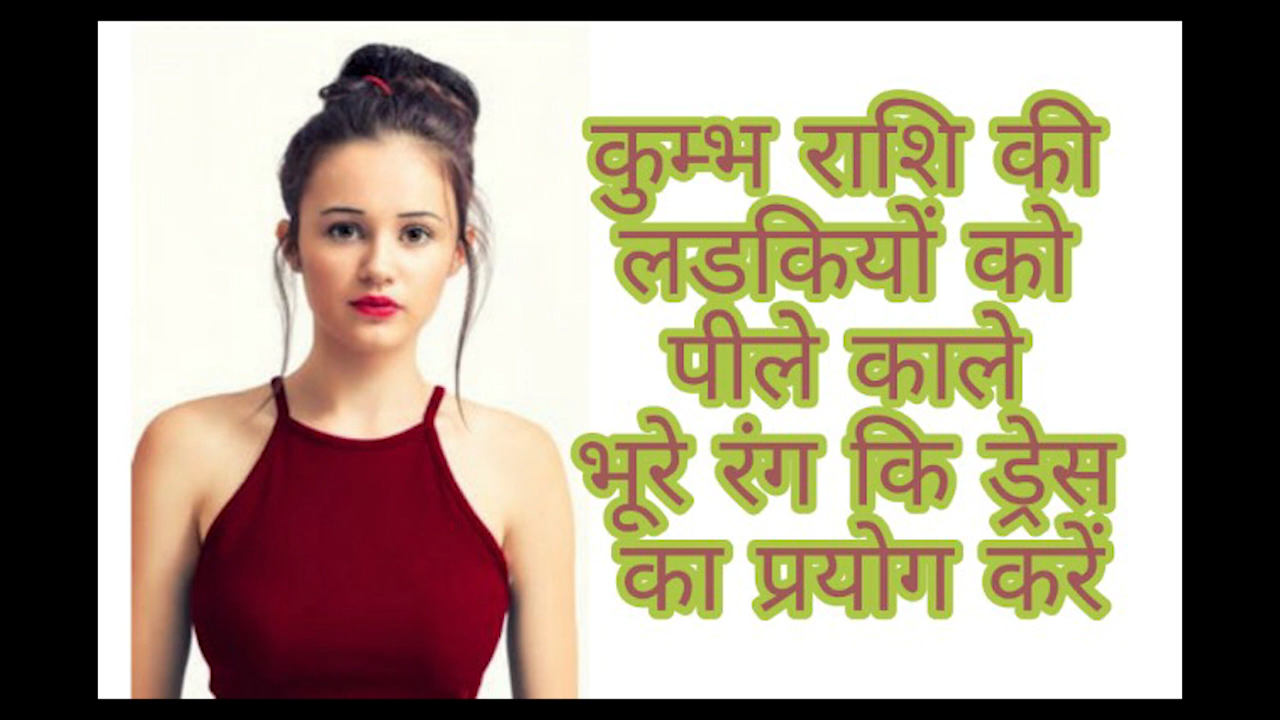 कुम्भ राशि की
लडकियों को
पीले काले
भूरे रंग कि ड्रेस
का प्रयोग करें